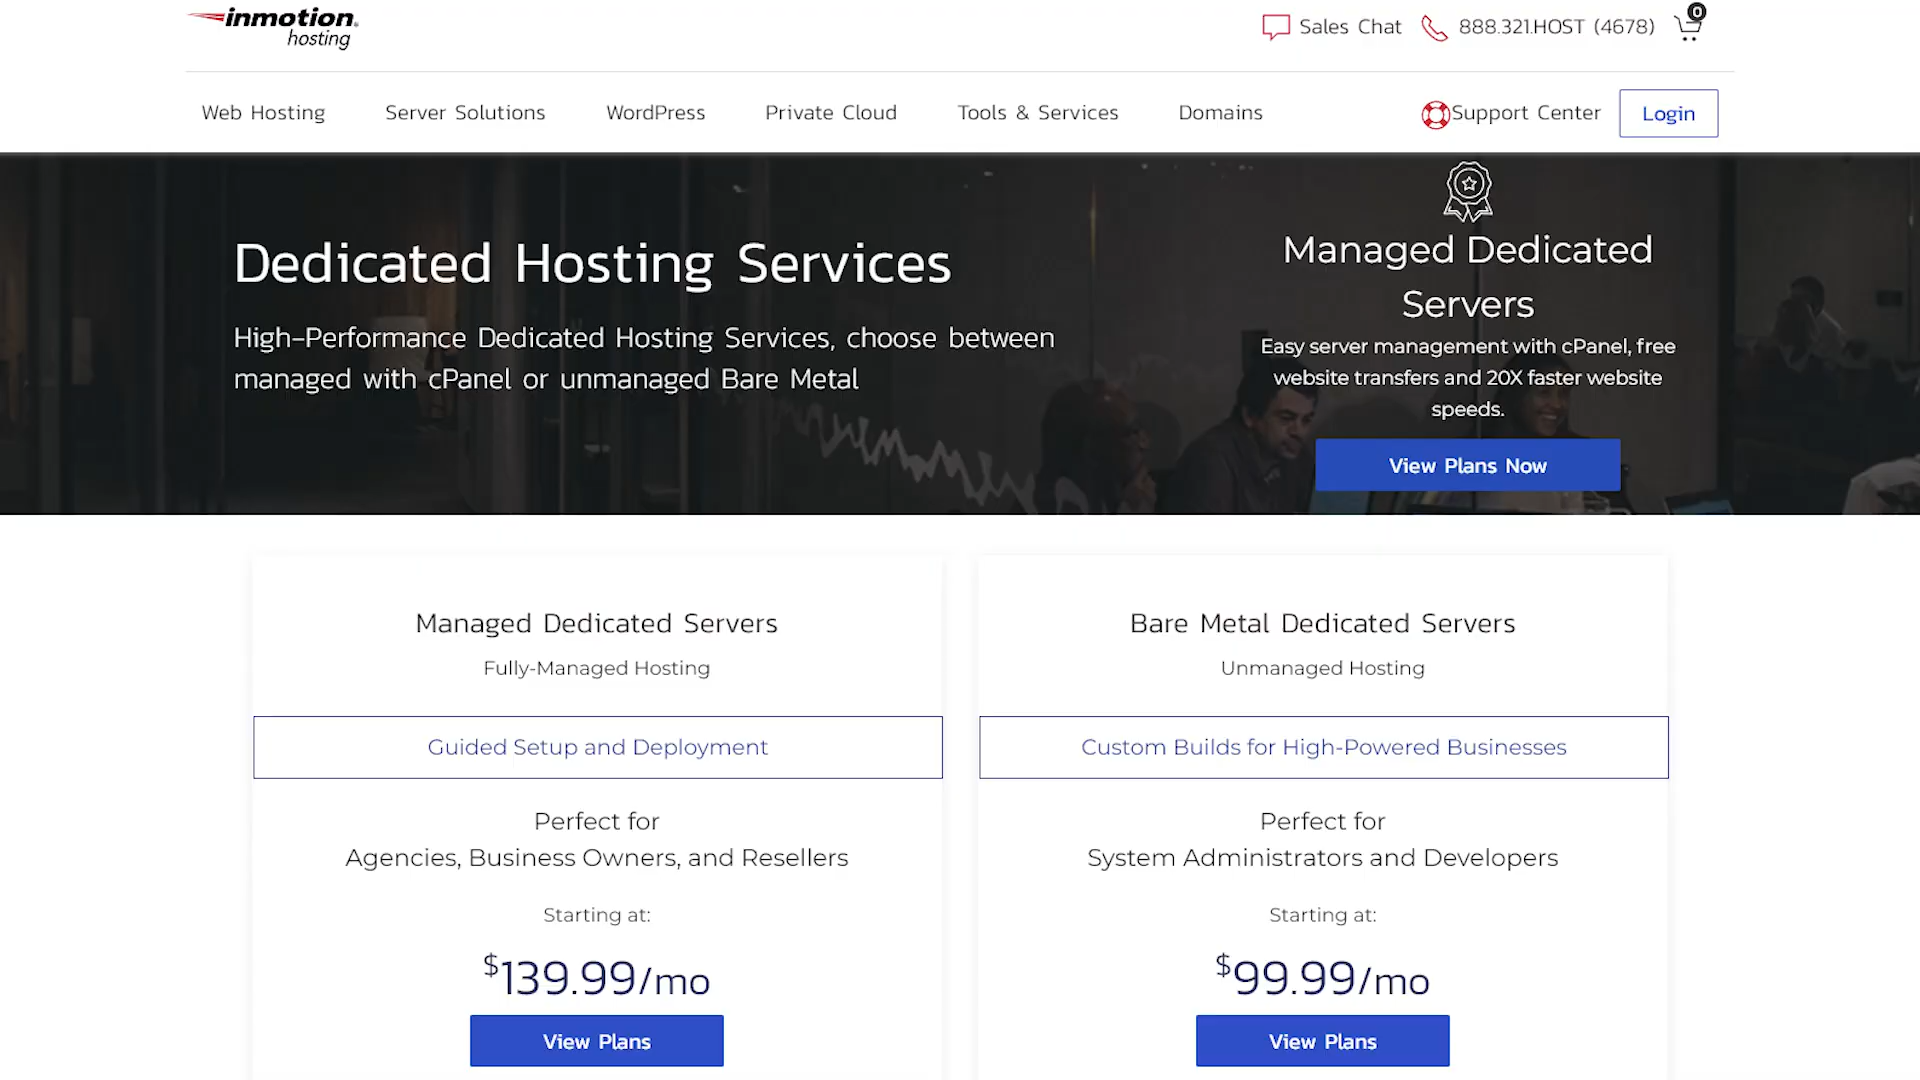 inmotion
hosting
Sales Chat
888.321.HOST (4678)
0
Web Hosting
Server Solutions
WordPress
Private Cloud
Tools & Services
Domains
Support Center
Login
Dedicated Hosting Services
High-Performance Dedicated Hosting Services, choose between
managed with cPanel or unmanaged Bare Metal
Managed Dedicated
Servers
Easy server management with cPanel, free
website transfers and 20X faster website
speeds.
View Plans Now
Managed Dedicated Servers
Fully-Managed Hosting
Guided Setup and Deployment
Perfect for
Agencies, Business Owners, and Resellers
Starting at:
$139.99/mo
View Plans
Bare Metal Dedicated Servers
Unmanaged Hosting
Custom Builds for High-Powered Businesses
Perfect for
System Administrators and Developers
Starting at:
$99.99/mo
View Plans